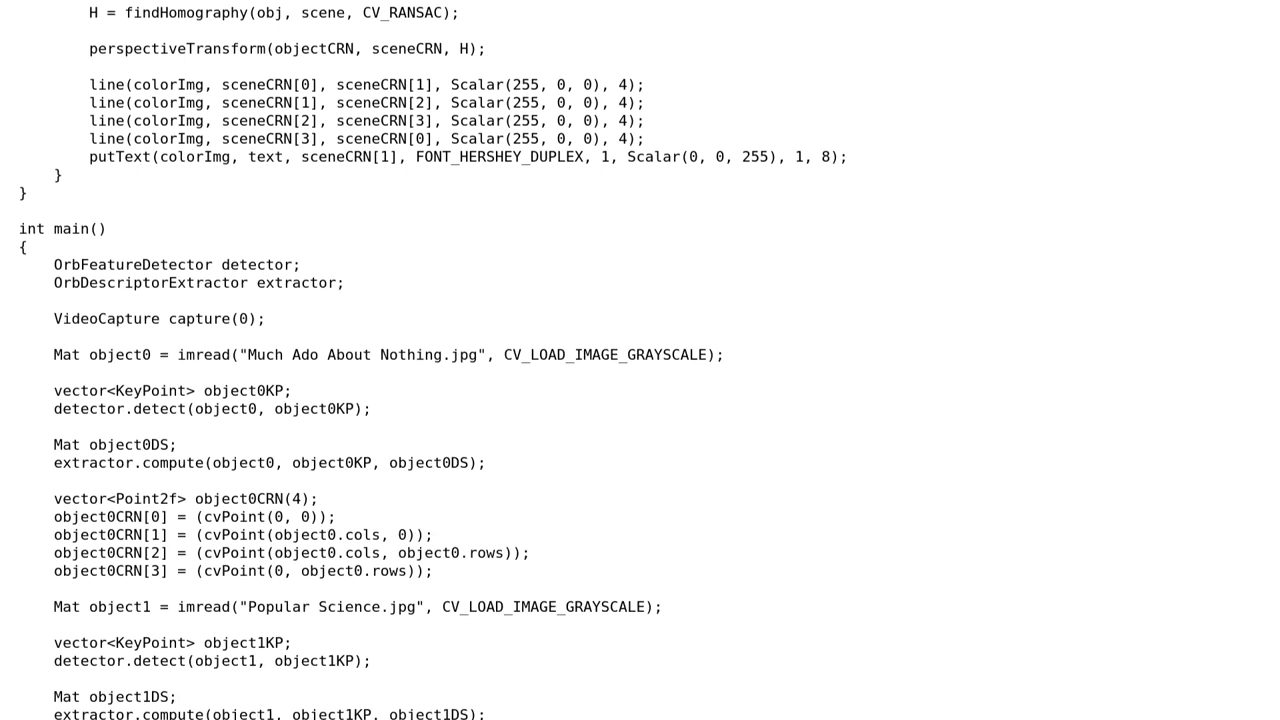 H = findHomography(obj, scene, CV_RANSAC);
perspectiveTransform(objectCRN, sceneCRN, H);
line(colorImg, sceneCRN[0], sceneCRN[1], Scalar(255, 0, 0), 4);
line(colorImg, sceneCRN[1], sceneCRN[2], Scalar(255, 0, 0), 4);
line(colorImg, sceneCRN[2], sceneCRN[3], Scalar(255, 0, 0), 4);
line(colorImg, sceneCRN[3], sceneCRN[0], Scalar(255, 0, 0), 4);
putText(colorImg, text, sceneCRN[1], FONT_HERSHEY_DUPLEX, 1, Scalar(0, 0, 255), 1, 8);
}
}
int main()
{
OrbFeatureDetector detector;
OrbDescriptorExtractor extractor;
VideoCapture capture(0);
Mat object0 = imread("Much Ado About Nothing.jpg", CV_LOAD_IMAGE_GRAYSCALE);
vector<KeyPoint> object0KP;
detector.detect(object0, object0KP);
Mat object0DS;
extractor.compute(object0, object0KP, object0DS);
vector<Point2f> object0CRN(4);
object0CRN[0] = (cvPoint(0, 0));
object0CRN[1] = (cvPoint(object0.cols, 0));
object0CRN[2] = (cvPoint(object0.cols, object0.rows));
object0CRN[3] = (cvPoint(0, object0.rows));
Mat object1 = imread("Popular Science.jpg", CV_LOAD_IMAGE_GRAYSCALE);
vector<KeyPoint> object1KP;
detector.detect(object1, object1KP);
Mat object1DS;
extractor.compute(object1, object1KP, object1DS);